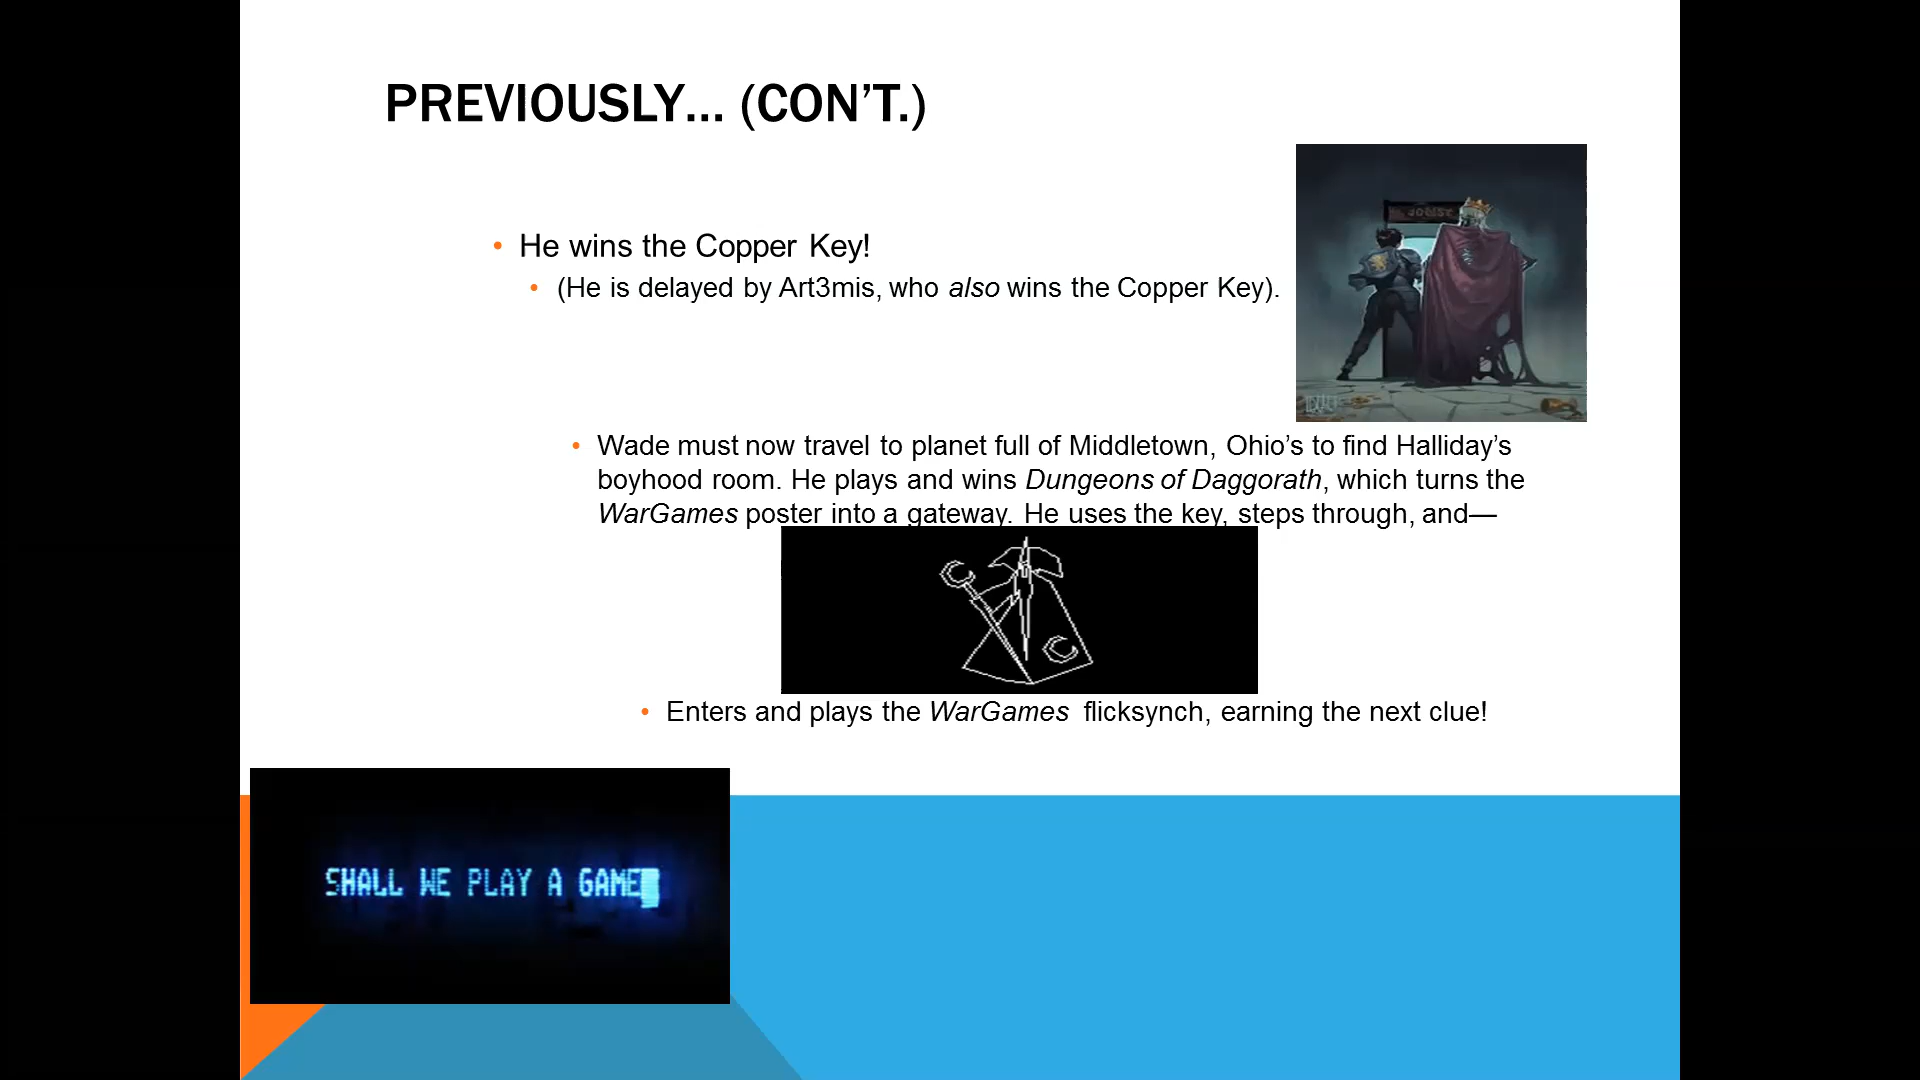 PREVIOUSLY… (CON’T.)
• He wins the Copper Key!
• (He is delayed by Art3mis, who also wins the Copper Key).
JOUST
• Wade must now travel to planet full of Middletown, Ohio’s to find Halliday’s
boyhood room. He plays and wins Dungeons of Daggorath, which turns the
WarGames poster into a gateway. He uses the key, steps through, and—
• Enters and plays the WarGames flicksynch, earning the next clue!
SHALL WE PLAY A GAME